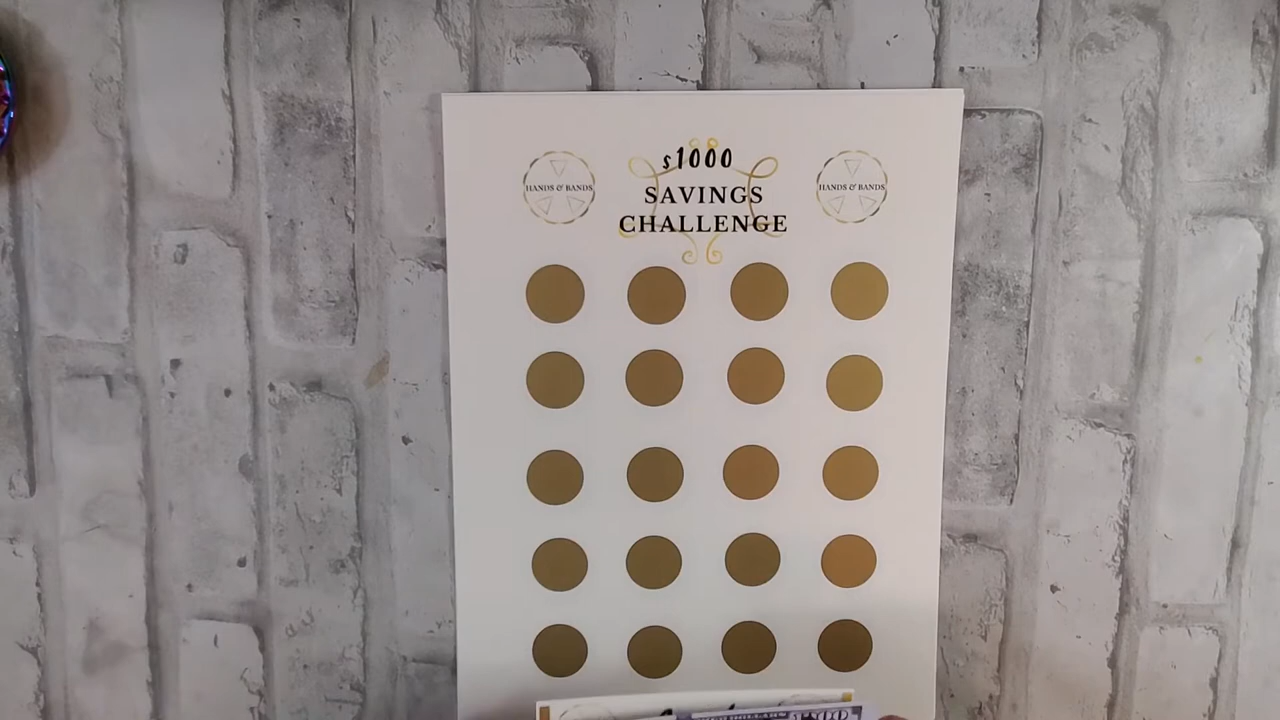 $1000
SAVINGS
CHALLENGE
HANDS & BANDS
HANDS & BANDS